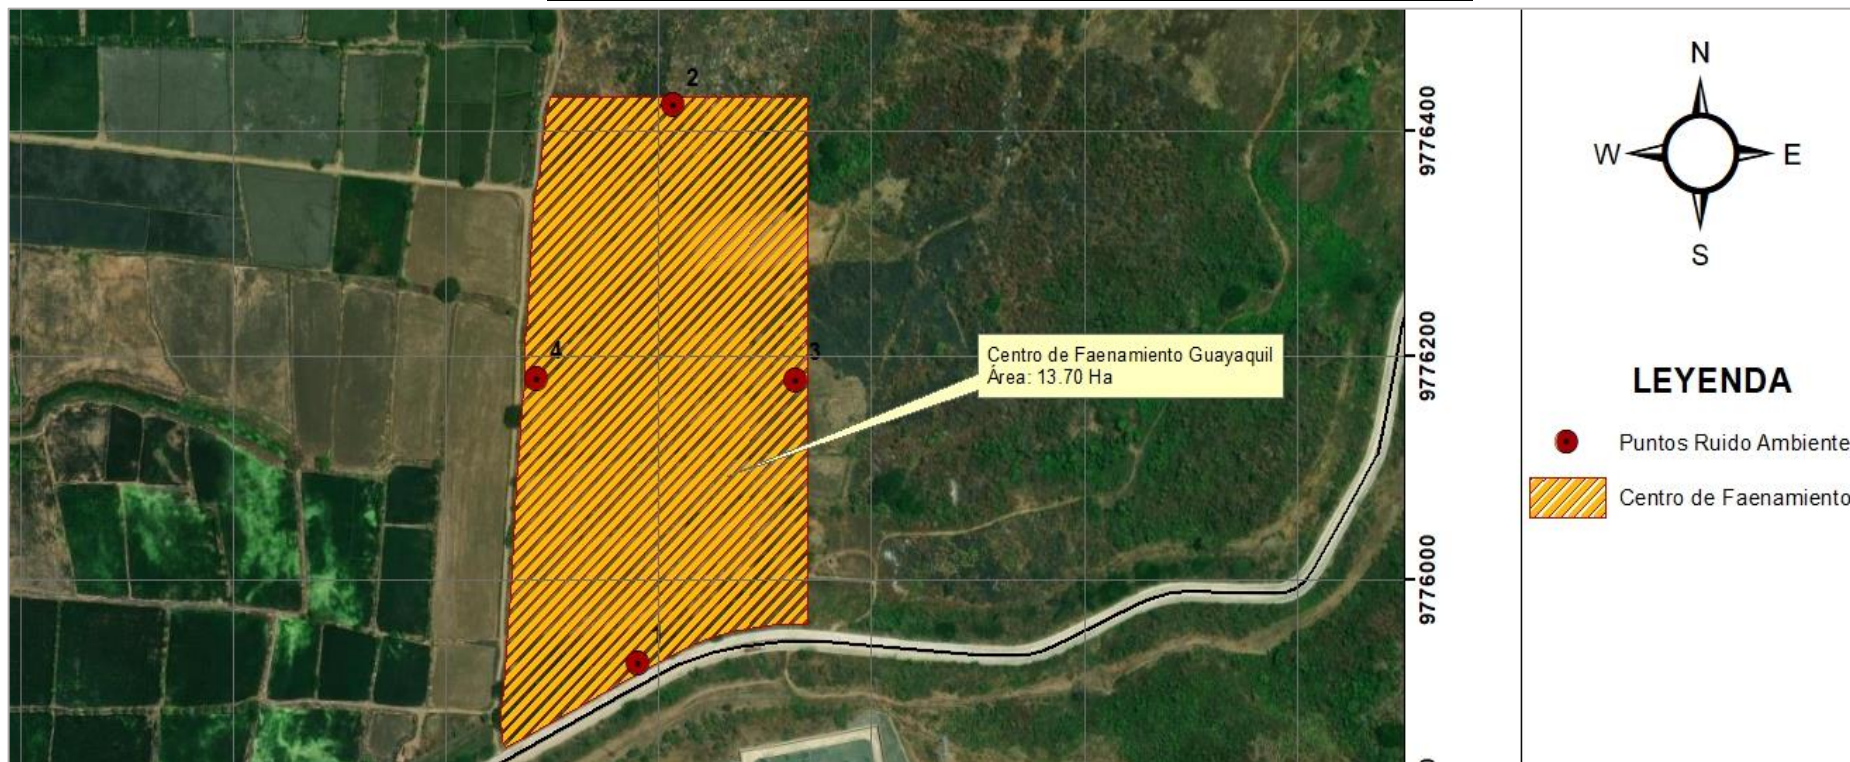 2
4
3
1
Centro de Faenamiento Guayaquil
Área: 13.70 Ha
9776400
9776200
9776000
N
W
E
S
LEYENDA
Puntos Ruido Ambiente
Centro de Faenamiento